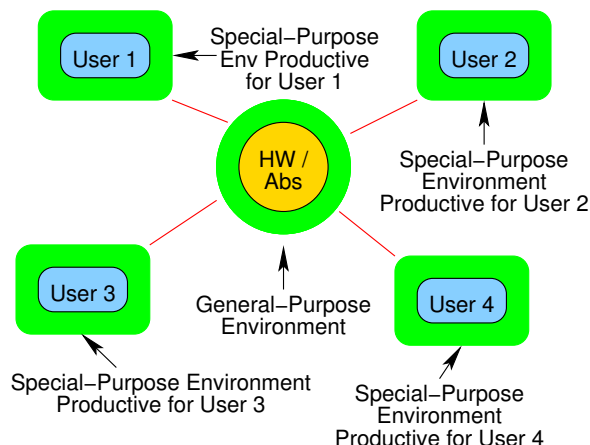 User 1
Special−Purpose
Env Productive
for User 1
User 2
HW /
Abs
Special−Purpose
Environment
Productive for User 2
User 3
General−Purpose
Environment
User 4
Special−Purpose Environment
Productive for User 3
Special−Purpose
Environment
Productive for User 4